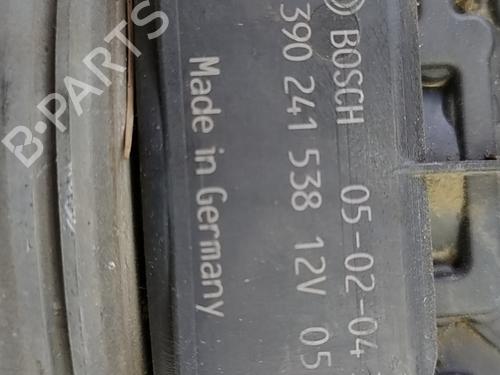 BOSCH 05-02-04
390 241 538 12V 05
Made in Germany
B-PARTS